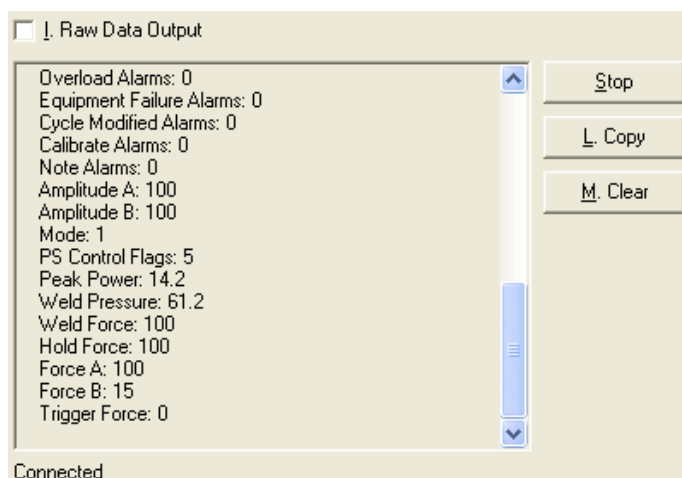 I. Raw Data Output
Overload Alarms: 0
Equipment Failure Alarms: 0
Cycle Modified Alarms: 0
Calibrate Alarms: 0
Note Alarms: 0
Amplitude A: 100
Amplitude B: 100
Mode: 1
PS Control Flags: 5
Peak Power: 14.2
Weld Pressure: 61.2
Weld Force: 100
Hold Force: 100
Force A: 100
Force B: 15
Trigger Force: 0
Stop
L. Copy
M. Clear
Connected